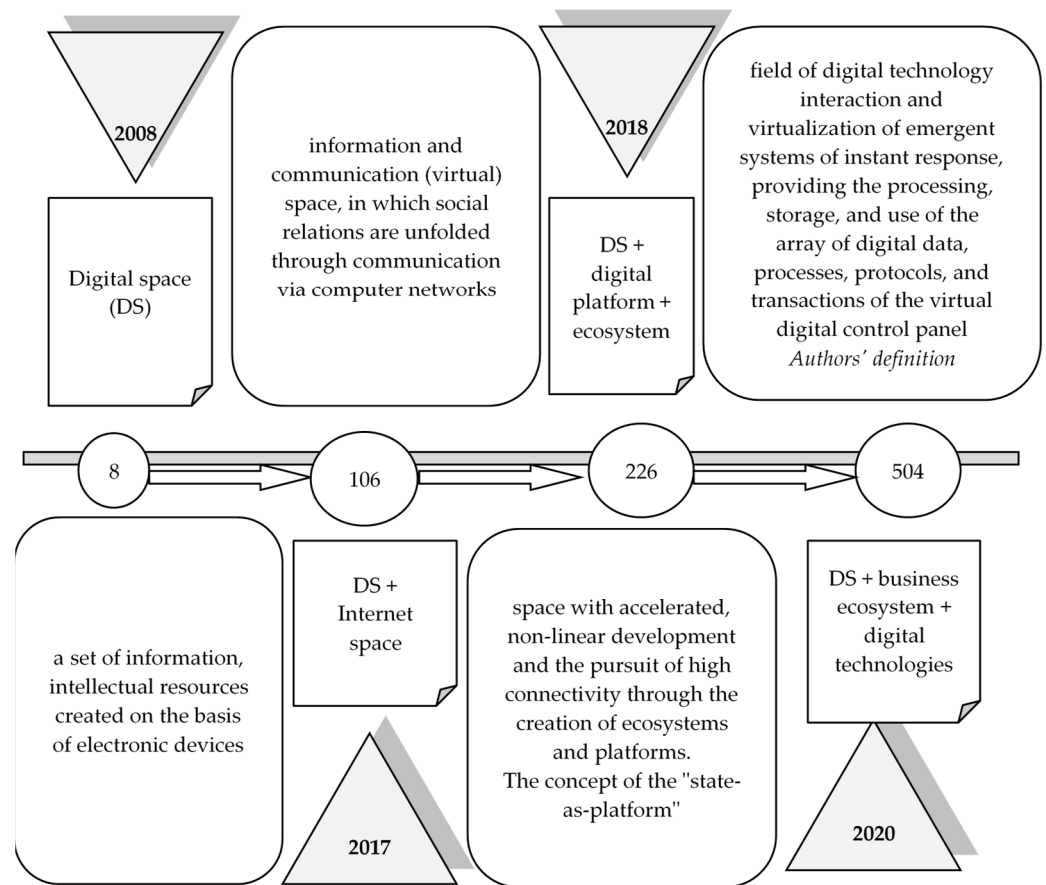 2008
Digital space
(DS)
information and
communication (virtual)
space, in which social
relations are unfolded
through communication
via computer networks
2018
DS +
digital
platform +
ecosystem
field of digital technology
interaction and
virtualization of emergent
systems of instant response,
providing the processing,
storage, and use of the
array of digital data,
processes, protocols, and
transactions of the virtual
digital control panel
Authors' definition
8
106
226
504
a set of information,
intellectual resources
created on the basis
of electronic devices
DS +
Internet
space
2017
space with accelerated,
non-linear development
and the pursuit of high
connectivity through the
creation of ecosystems
and platforms.
The concept of the "state-
as-platform"
DS + business
ecosystem +
digital
technologies
2020